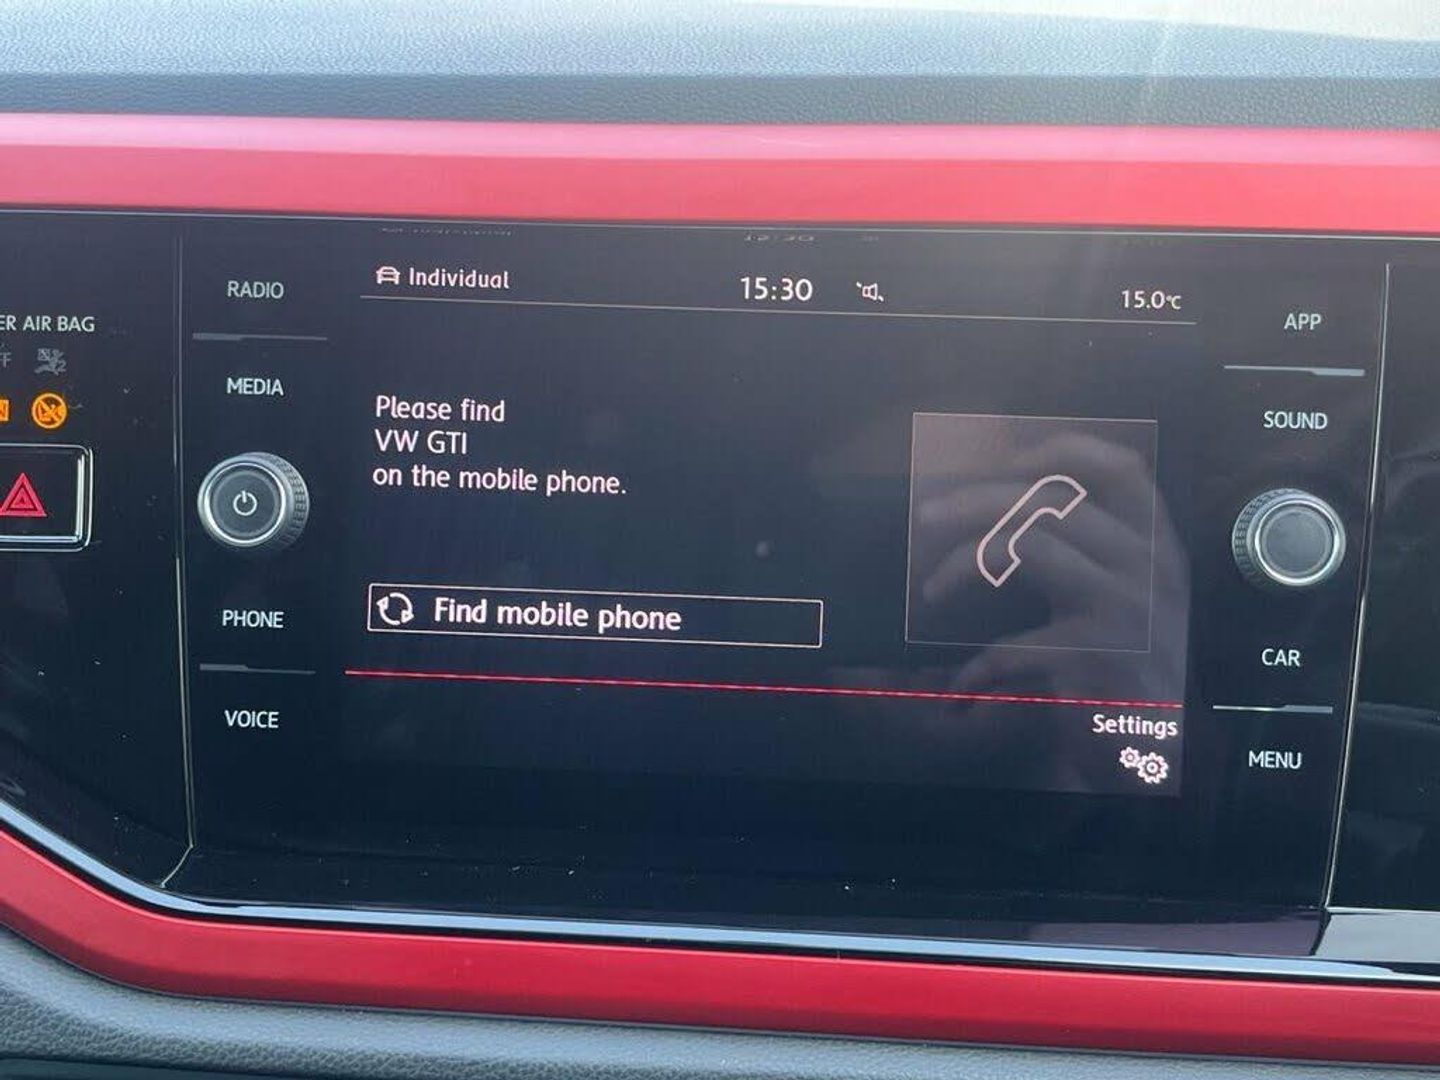 Individual
15:30
15.0°C
RADIO
MEDIA
PHONE
VOICE
AIR BAG
Please find
VW GTI
on the mobile phone.
Find mobile phone
Settings
APP
SOUND
CAR
MENU